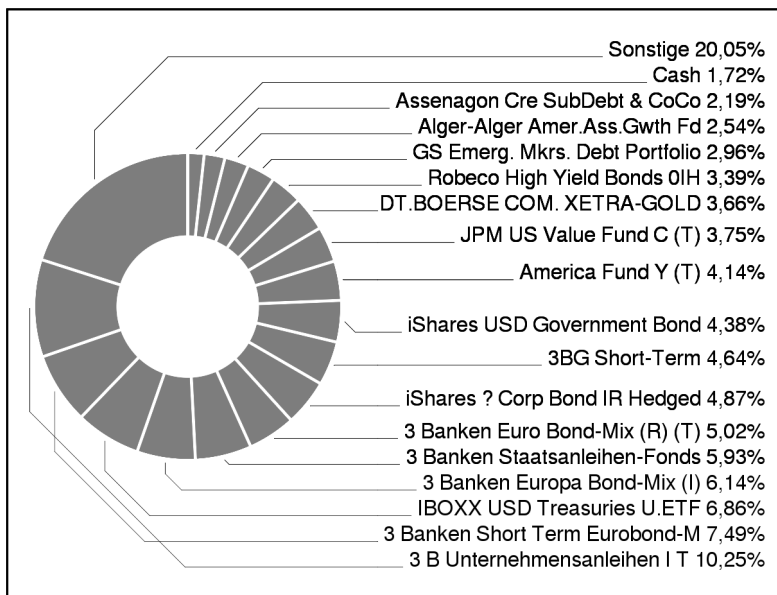 Sonstige 20,05%
Cash 1,72%
Assenagon Cre SubDebt & CoCo 2,19%
Alger-Alger Amer.Ass.Gwth Fd 2,54%
GS Emerg. Mkrs. Debt Portfolio 2,96%
Robeco High Yield Bonds 0IH 3,39%
DT.BOERSE COM. XETRA-GOLD 3,66%
JPM US Value Fund C (T) 3,75%
America Fund Y (T) 4,14%
iShares USD Government Bond 4,38%
3BG Short-Term 4,64%
iShares ? Corp Bond IR Hedged 4,87%
3 Banken Euro Bond-Mix (R) (T) 5,02%
3 Banken Staatsanleihen-Fonds 5,93%
3 Banken Europa Bond-Mix (I) 6,14%
IBOXX USD Treasuries U.ETF 6,86%
3 Banken Short Term Eurobond-M 7,49%
3 B Unternehmensanleihen I T 10,25%